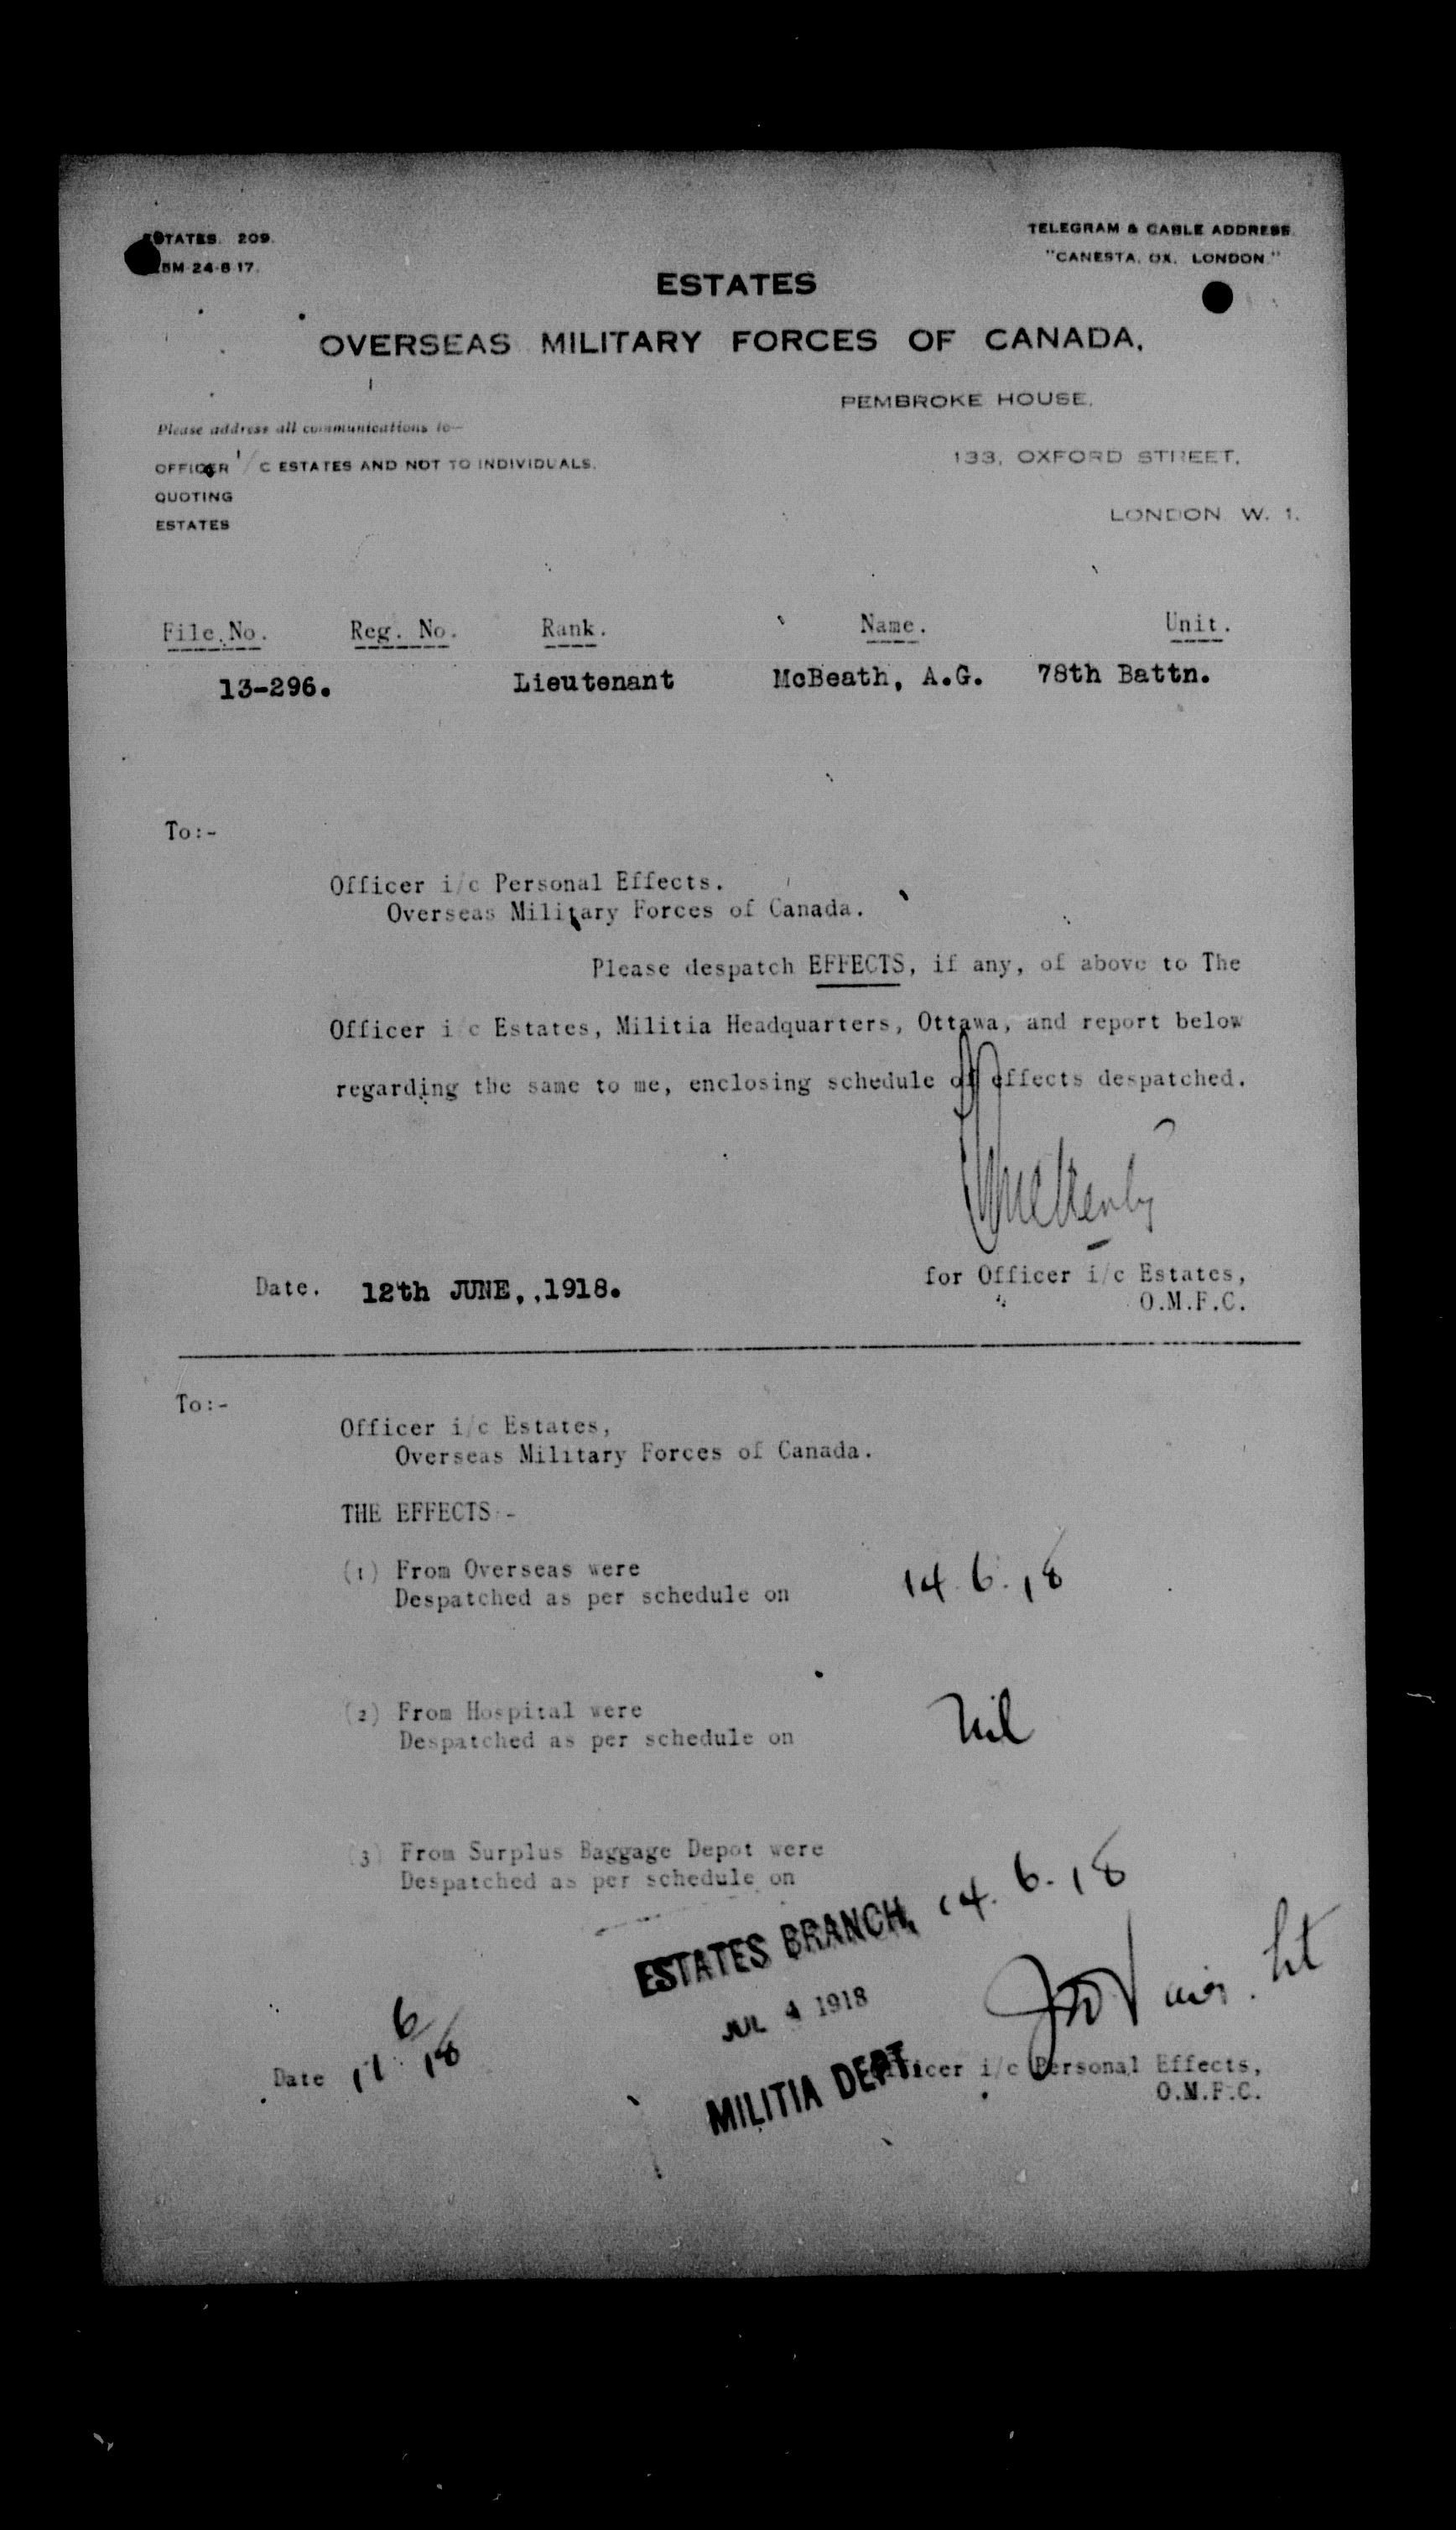 ESTATES. 209.
5M-24-8-17.
TELEGRAM & CABLE ADDRESS.
"CANESTA, OX, LONDON."
ESTATES
OVERSEAS MILITARY FORCES OF CANADA,
PEMBROKE HOUSE,
133, OXFORD STREET,
LONDON W. 1.
Please address all communications to—
OFFICER I/C ESTATES AND NOT TO INDIVIDUALS.
QUOTING
ESTATES
File No. Reg. No. Rank. Name. Unit.
13-296. Lieutenant McBeath, A.G. 78th Battn.
To:-
Officer i/c Personal Effects.
Overseas Military Forces of Canada.
Please despatch EFFECTS, if any, of above to The
Officer i/c Estates, Militia Headquarters, Ottawa, and report below
regarding the same to me, enclosing schedule of effects despatched.
for Officer i/c Estates,
O.M.F.C.
Date. 12th JUNE,.1918.
To:-
Officer i/c Estates,
Overseas Military Forces of Canada.
THE EFFECTS -
(1) From Overseas were
Despatched as per schedule on 14.6.18
(2) From Hospital were
Despatched as per schedule on Nil
(3) From Surplus Baggage Depot were
Despatched as per schedule on 14.6.18
ESTATES BRANCH,
JUL 4 1918
MILITIA DEPT.
Lt
Date 17/6/18
Officer i/c Personal Effects,
O.M.F.C.